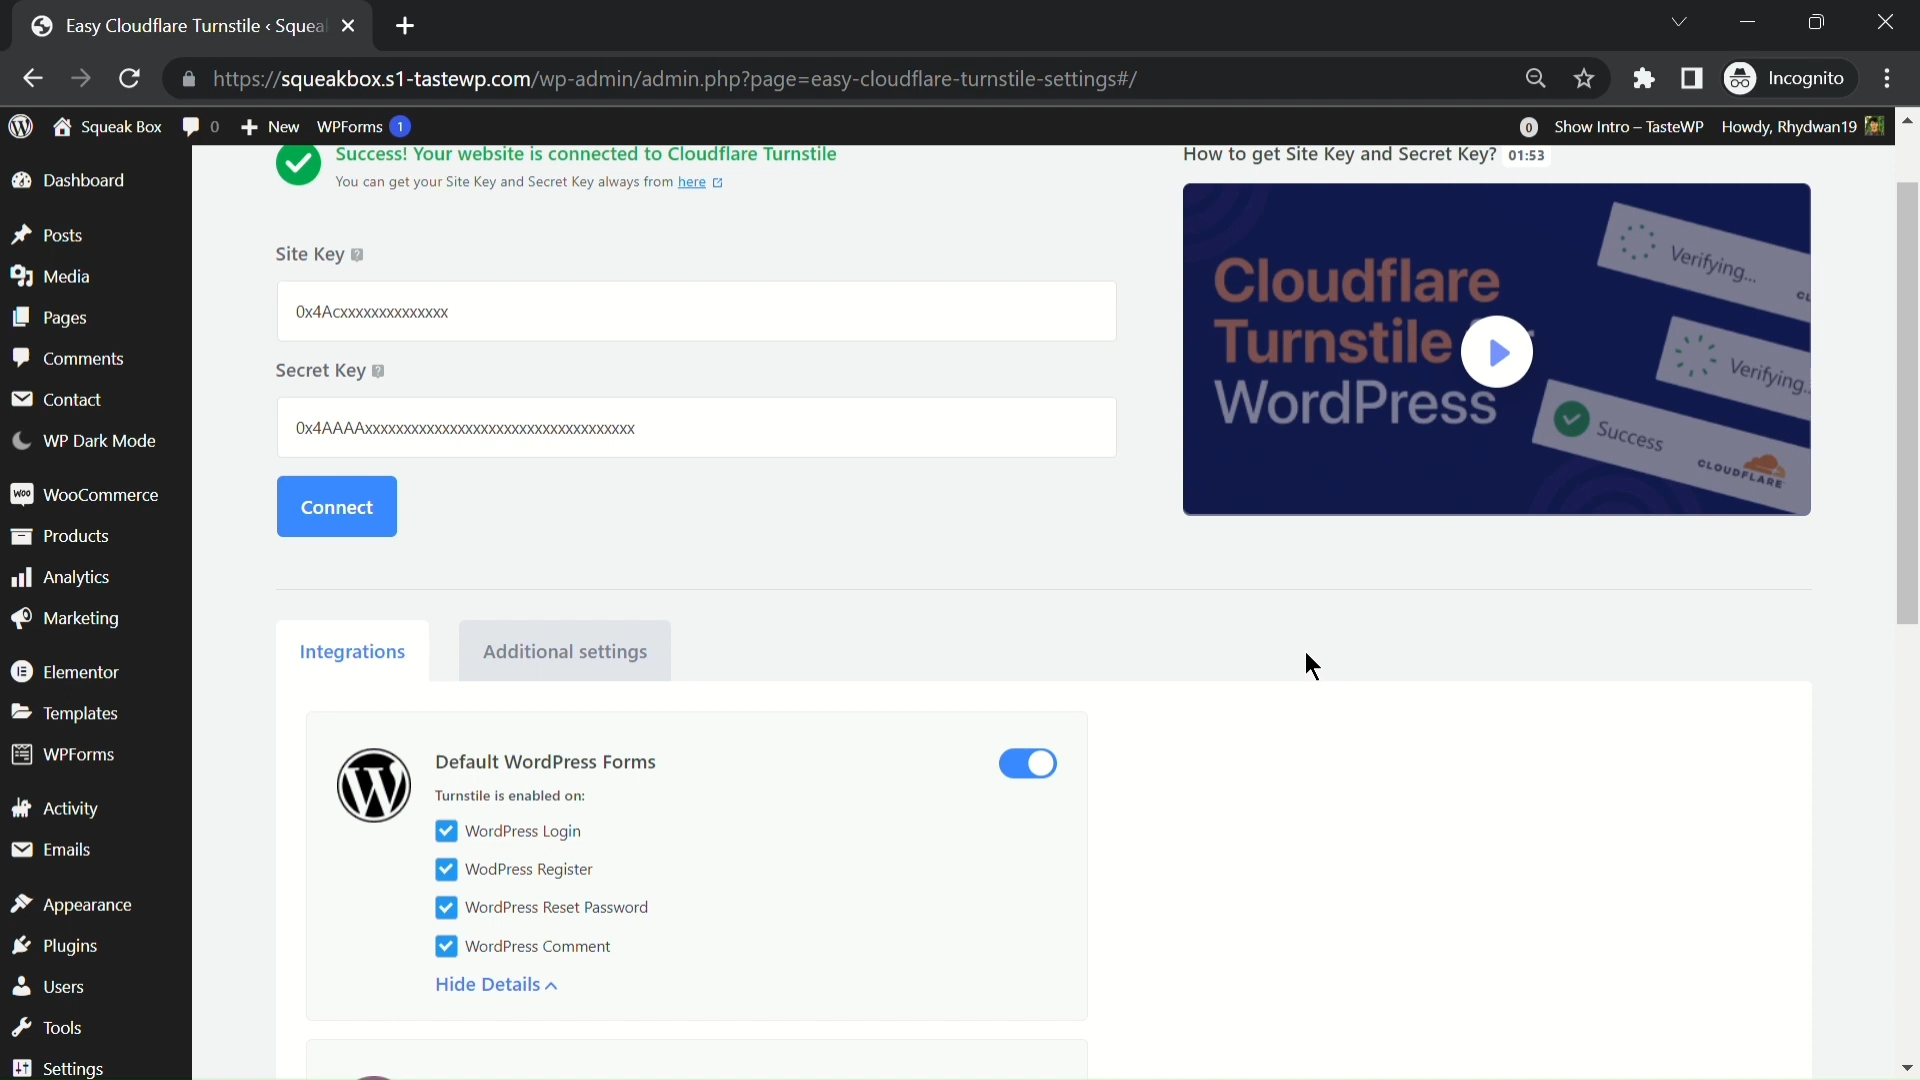 Easy Cloudflare Turnstile ‹ Squea
https://squeakbox.s1-tastewp.com/wp-admin/admin.php?page=easy-cloudflare-turnstile-settings#/
Incognito
Squeak Box
0
New
WPForms 1
0
Show Intro – TasteWP
Howdy, Rhydwan19
Dashboard
Posts
Media
Pages
Comments
Contact
WP Dark Mode
WooCommerce
Products
Analytics
Marketing
Elementor
Templates
WPForms
Activity
Emails
Appearance
Plugins
Users
Tools
Settings
Success! Your website is connected to Cloudflare Turnstile
You can get your Site Key and Secret Key always from here
Site Key
0x4Acxxxxxxxxxxxxxx
Secret Key
Connect
How to get Site Key and Secret Key? 01:53
Cloudflare
Turnstile
WordPress
Verifying...
Verifying..
Success
CLOUDFLARE
Integrations
Additional settings
Default WordPress Forms
Turnstile is enabled on:
WordPress Login
WodPress Register
WordPress Reset Password
WordPress Comment
Hide Details